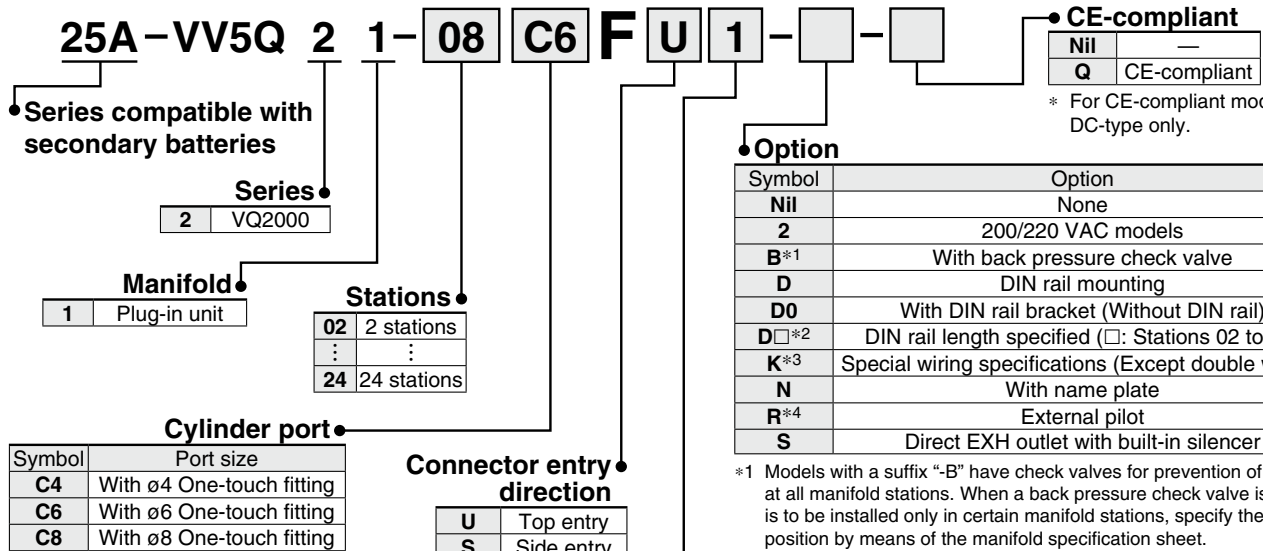 25A–VV5Q 2 1– 08 C6 F U 1 – □ – □
CE-compliant
Nil —
Q CE-compliant
* For CE-compliant
DC-type only.
Series compatible with
secondary batteries
Option
Symbol Option
Nil None
2 200/220 VAC models
B*1 With back pressure check valve
D DIN rail mounting
D0 With DIN rail bracket (Without DIN rail)
D□*2 DIN rail length specified (□: Stations 02 to
K*3 Special wiring specifications (Except double
N With name plate
R*4 External pilot
S Direct EXH outlet with built-in silencer
*1 Models with a suffix “-B” have check valves for prevention of
at all manifold stations. When a back pressure check valve is
is to be installed only in certain manifold stations, specify the
position by means of the manifold specification sheet.
Series
2 VQ2000
Manifold
1 Plug-in unit
Stations
02 2 stations
⋮ ⋮
24 24 stations
Cylinder port
Symbol Port size
C4 With ø4 One-touch fitting
C6 With ø6 One-touch fitting
C8 With ø8 One-touch fitting
Connector entry
direction
U Top entry
S Side entry